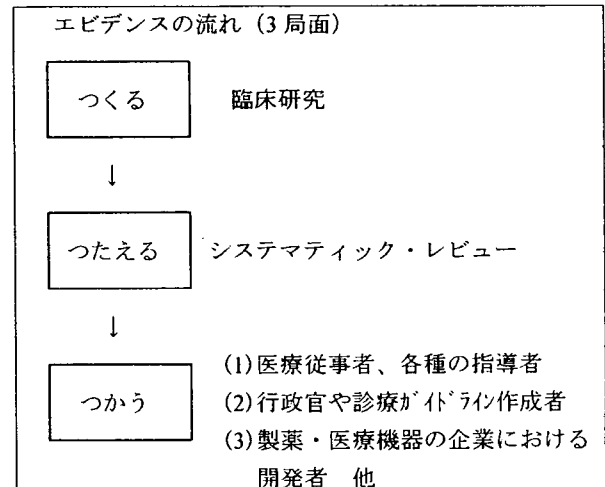 エビデンスの流れ（3局面）
つくる　臨床研究
↓
つたえる　システマティック・レビュー
↓
つかう
(1)医療従事者、各種の指導者
(2)行政官や診療ｶﾞｲﾄﾞﾗｲﾝ作成者
(3)製薬・医療機器の企業における
開発者　他